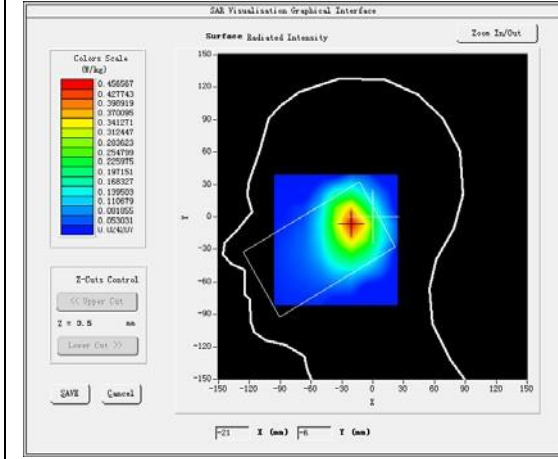 SAR Visualisation Graphical Interface
Surface Radiated Intensity
Zoom In/Out
Colors Scale
(W/kg)
0.456567
0.427743
0.398919
0.370095
0.341271
0.312447
0.283623
0.254799
0.225975
0.197151
0.168327
0.139503
0.110679
0.081855
0.053031
0.024207
Z-Cuts Control
<< Upper Cut
Z = 0.5 mm
Lower Cut >>
SAVE Cancel
150
120
90
60
30
0
-30
-60
-90
-120
-150
Y
-150 -120 -90 -60 -30 0 30 60 90 120 150
X
-21 X (mm) -6 Y (mm)